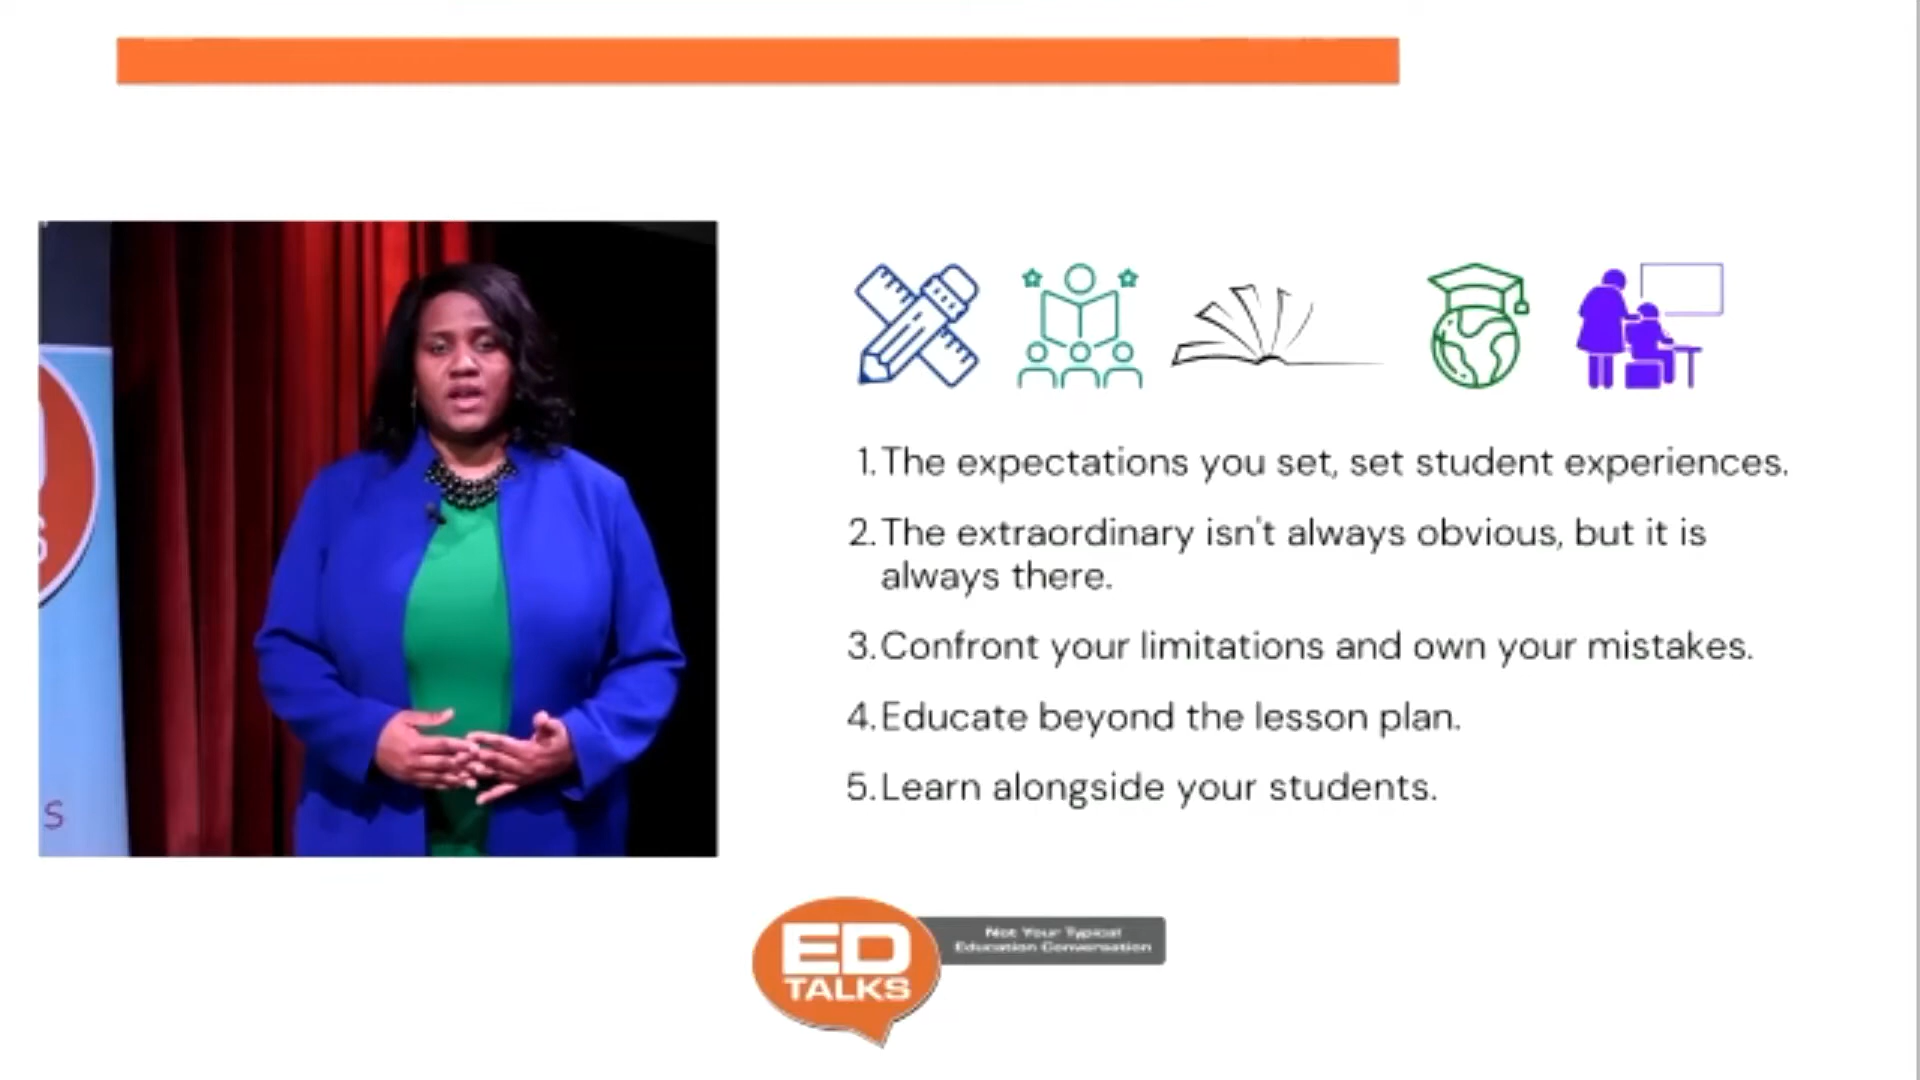 1. The expectations you set, set student experiences.
2. The extraordinary isn't always obvious, but it is
always there.
3. Confront your limitations and own your mistakes.
4. Educate beyond the lesson plan.
5. Learn alongside your students.
S
S
ED
TALKS
Not Your Typical
Education Conversation